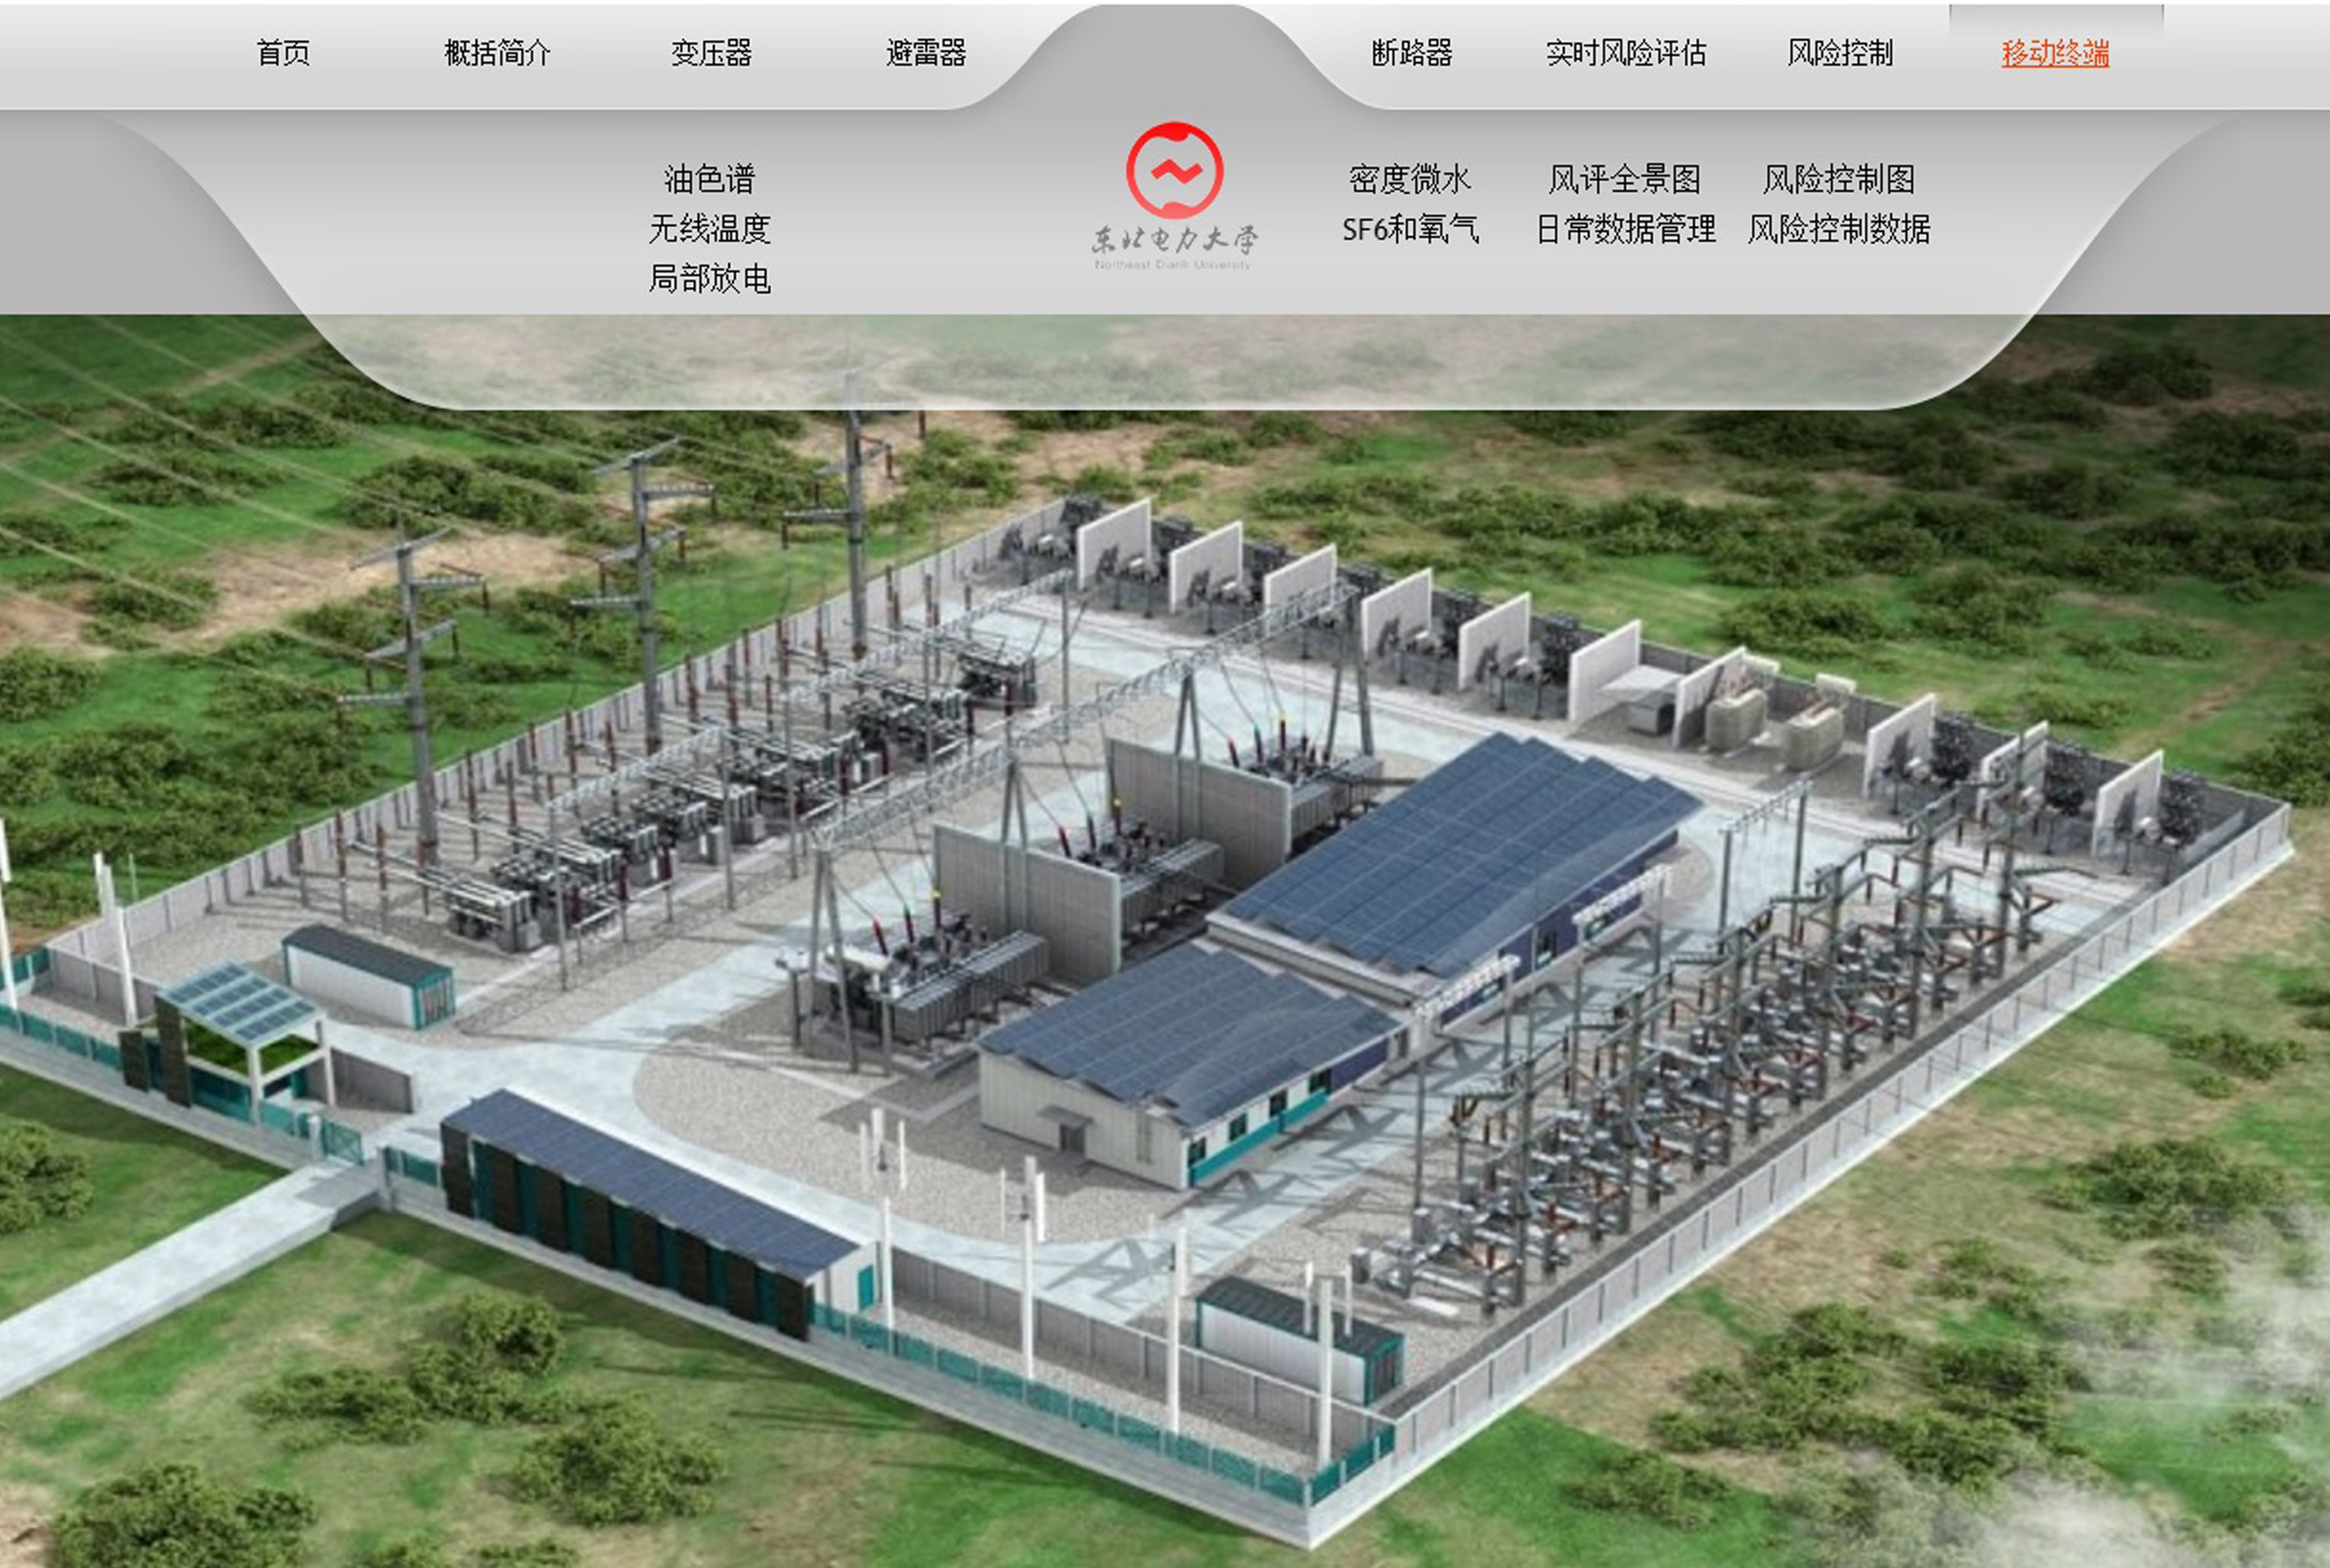 首页 概括简介 变压器 避雷器 断路器 实时风险评估 风险控制 移动终端
油色谱 密度微水 风评全景图 风险控制图
无线温度 SF6和氧气 日常数据管理 风险控制数据
局部放电
东北电力大学
Northeast Dianli University